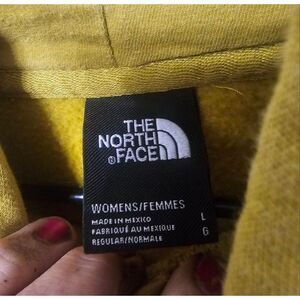 THE
NORTH
FACE
WOMENS/FEMMES
MADE IN MEXICO L
FABRIQUÉ AU MEXIQUE G
REGULAR/NORMALE